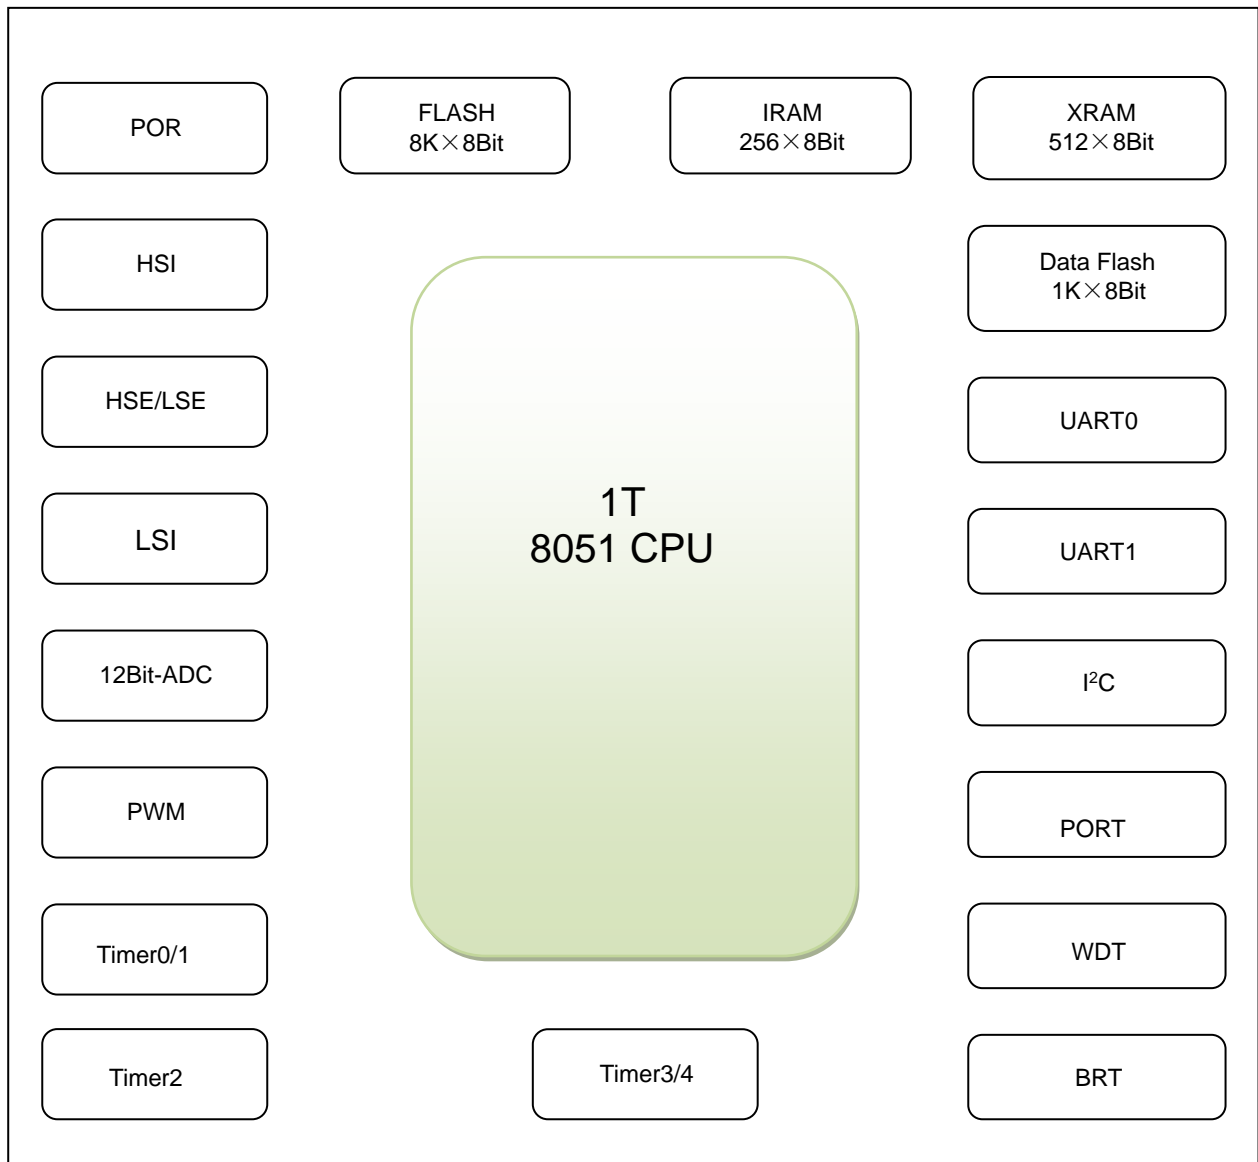 POR
FLASH
8K×8Bit
IRAM
256×8Bit
XRAM
512×8Bit
HSI
Data Flash
1K×8Bit
HSE/LSE
UART0
1T
8051 CPU
LSI
UART1
12Bit-ADC
I²C
PWM
PORT
Timer0/1
WDT
Timer2
Timer3/4
BRT